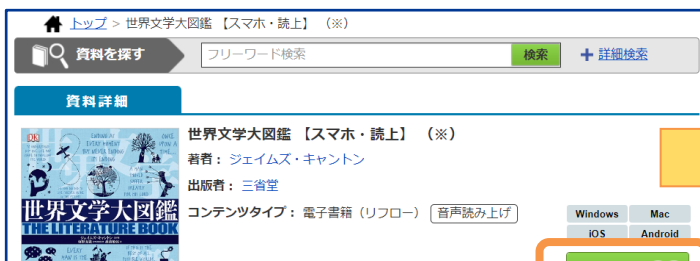 トップ > 世界文学大図鑑 【スマホ・読上】 （※）
資料を探す
フリーワード検索
検索
+ 詳細検索
資料詳細
DK
世界文学大図鑑
THE LITERATURE BOOK
世界文学大図鑑 【スマホ・読上】 （※）
著者： ジェイムズ・キャントン
出版者： 三省堂
コンテンツタイプ： 電子書籍（リフロー） 音声読み上げ
Windows Mac
iOS Android